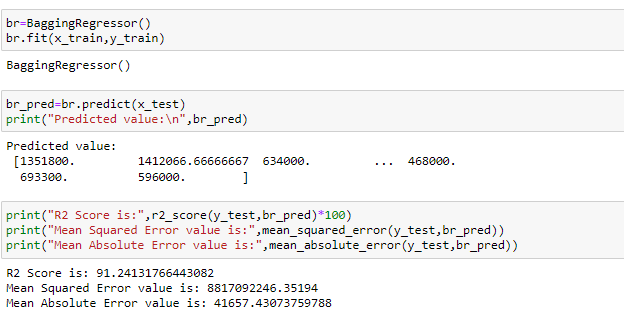 br=BaggingRegressor()
br.fit(x_train,y_train)
BaggingRegressor()
br_pred=br.predict(x_test)
print("Predicted value:\n",br_pred)
Predicted value:
[1351800. 1412066.66666667 634000. ... 468000.
693300. 596000. ]
print("R2 Score is:",r2_score(y_test,br_pred)*100)
print("Mean Squared Error value is:",mean_squared_error(y_test,br_pred))
print("Mean Absolute Error value is:",mean_absolute_error(y_test,br_pred))
R2 Score is: 91.24131766443082
Mean Squared Error value is: 8817092246.35194
Mean Absolute Error value is: 41657.43073759788